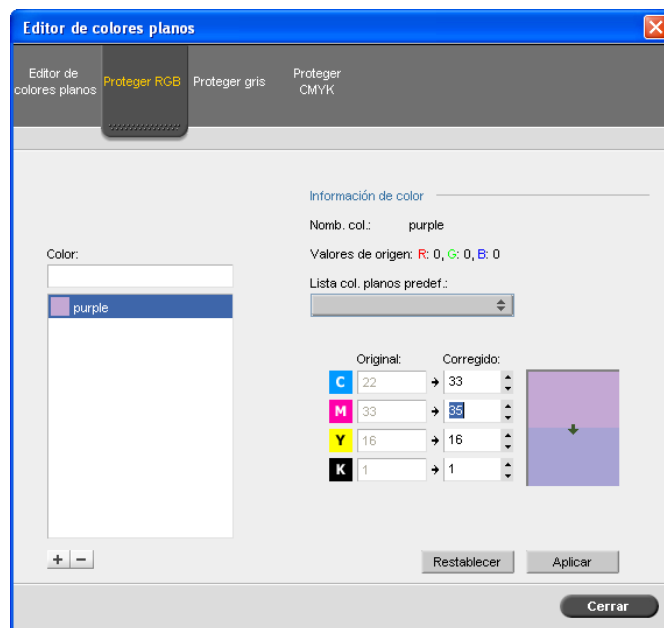 Editor de colores planos
Editor de
colores planos
Proteger RGB
Proteger gris
Proteger
CMYK
Información de color
Nomb. col.: purple
Color:
Valores de origen: R: 0, G: 0, B: 0
Lista col. planos predef.:
purple
Original: Corregido:
C 22 33
M 33 35
Y 16 16
K 1 1
Restablecer Aplicar
Cerrar